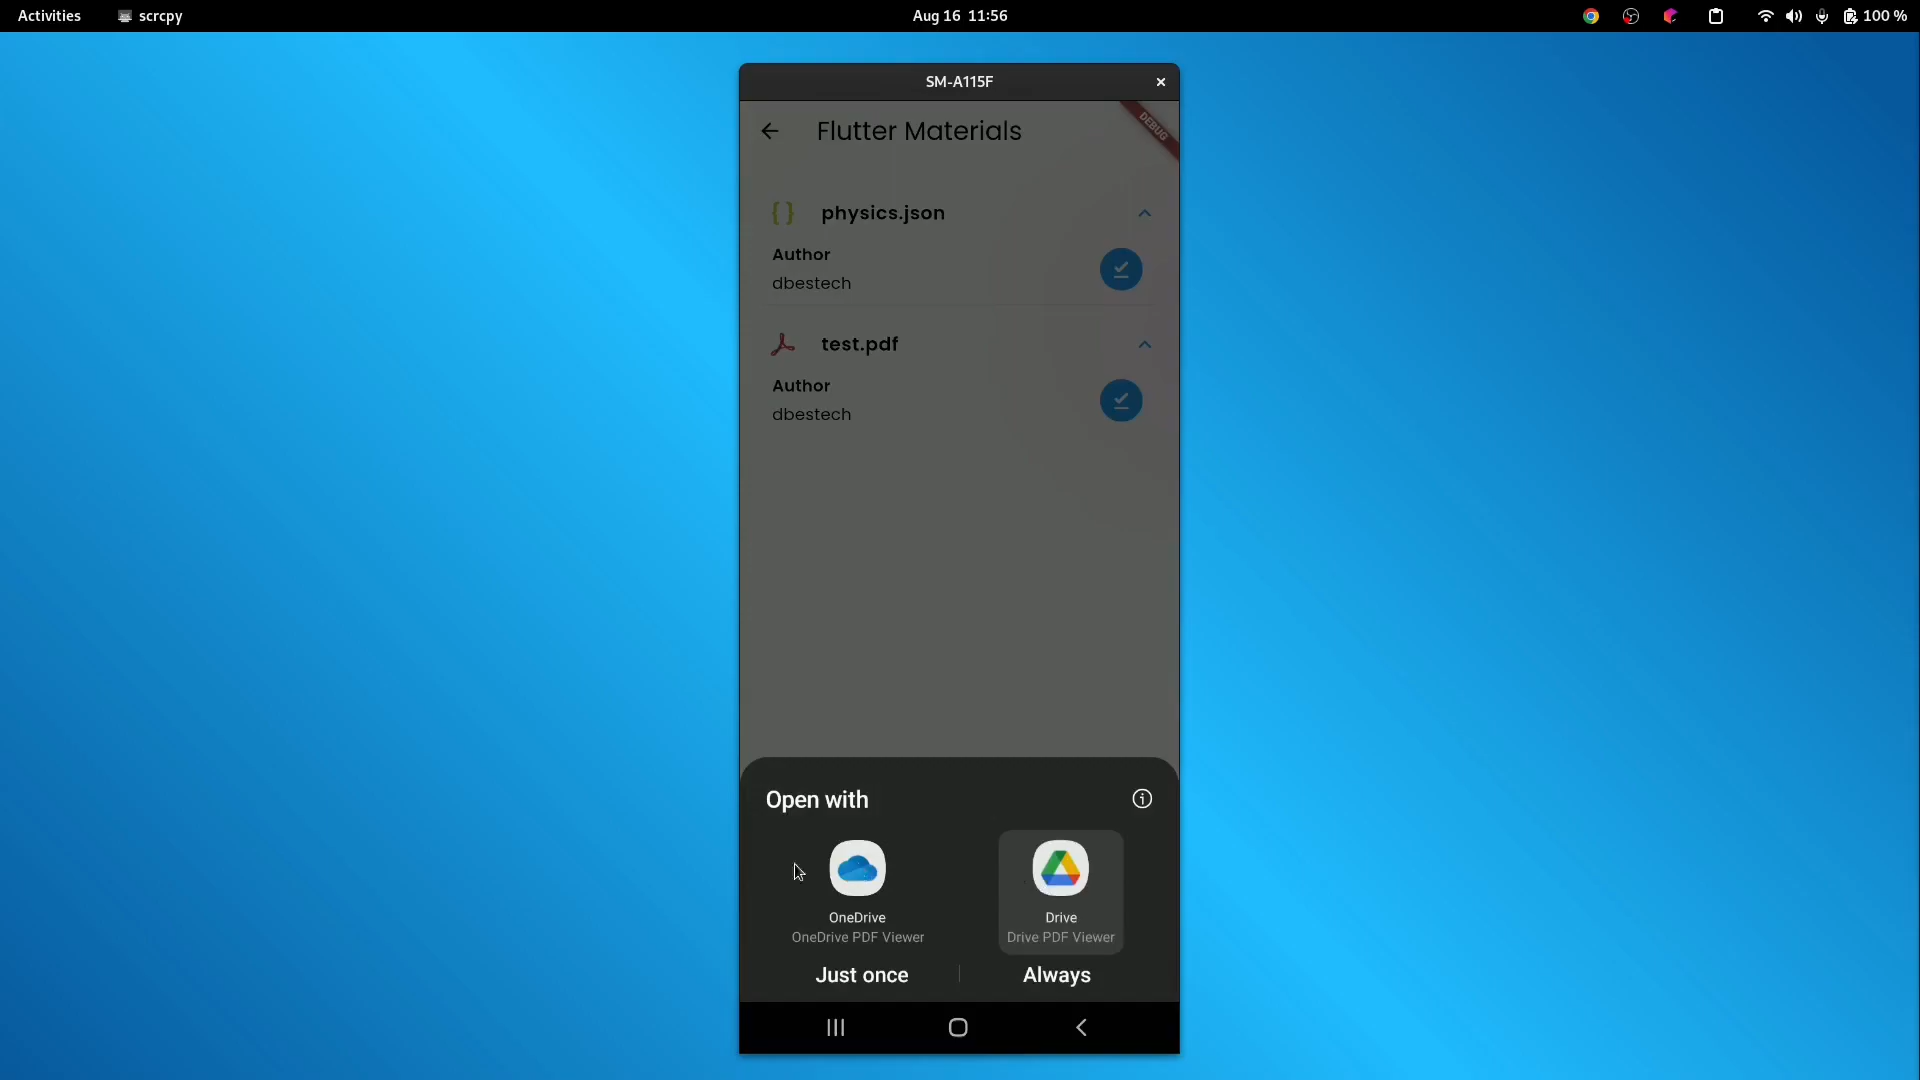 Activities
scrcpy
Aug 16 11:56
100 %
SM-A115F
Flutter Materials
DEBUG
{ } physics.json
Author
dbestech
test.pdf
Author
dbestech
Open with
OneDrive
OneDrive PDF Viewer
Drive
Drive PDF Viewer
Just once
Always